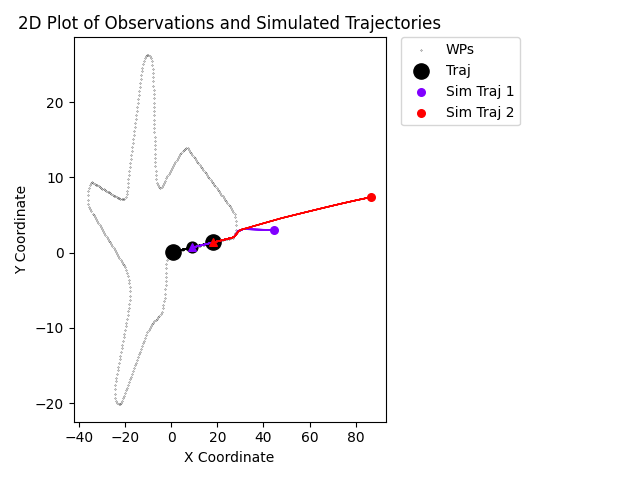 2D Plot of Observations and Simulated Trajectories
WPs
Traj
Sim Traj 1
Sim Traj 2
Y Coordinate
20
10
0
−10
−20
−40
−20
0
20
40
60
80
X Coordinate